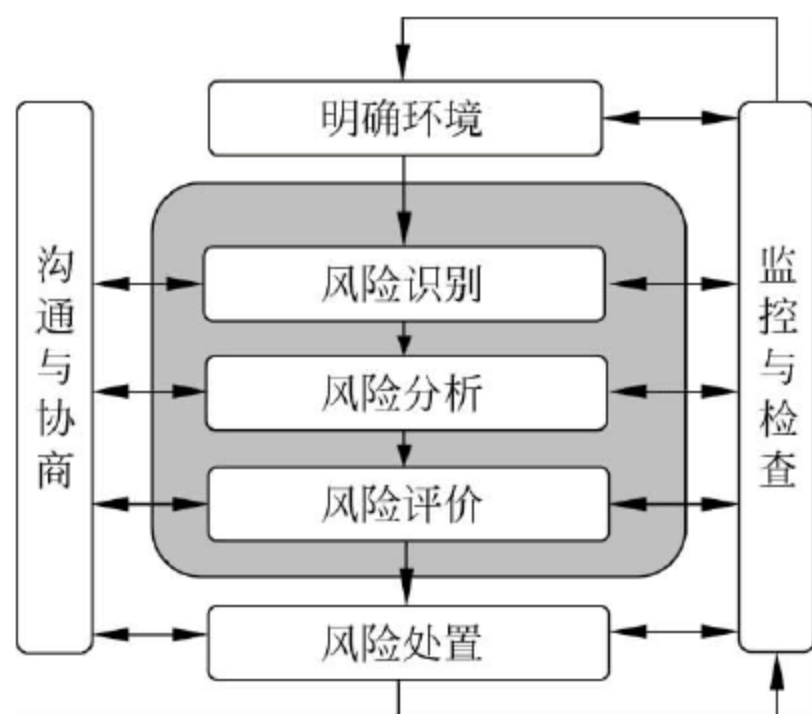 明确环境
沟通与协商
风险识别
风险分析
风险评价
风险处置
监控与检查